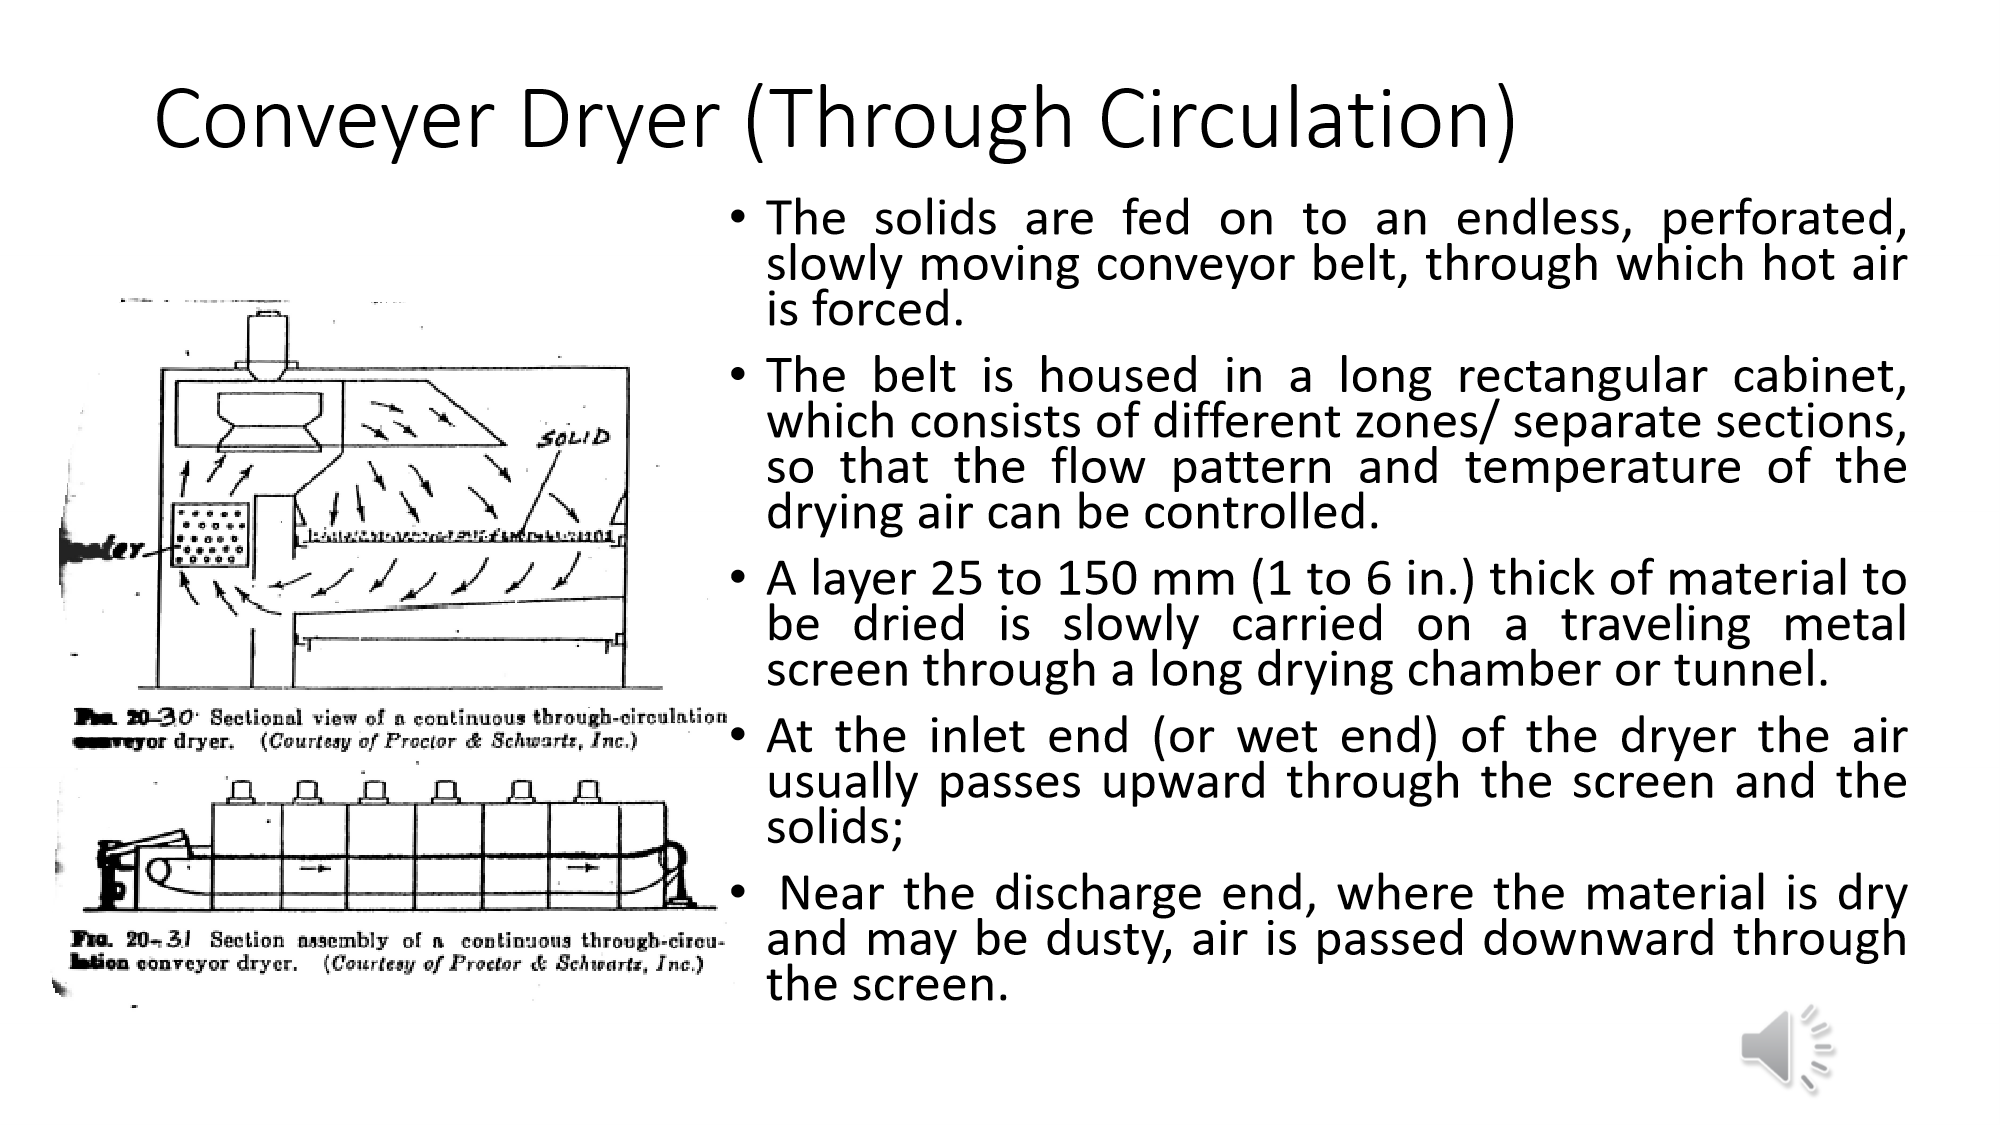 Conveyer Dryer (Through Circulation)
• The solids are fed on to an endless, perforated,
slowly moving conveyor belt, through which hot air
is forced.
• The belt is housed in a long rectangular cabinet,
which consists of different zones/ separate sections,
so that the flow pattern and temperature of the
drying air can be controlled.
• A layer 25 to 150 mm (1 to 6 in.) thick of material to
be dried is slowly carried on a traveling metal
screen through a long drying chamber or tunnel.
• At the inlet end (or wet end) of the dryer the air
usually passes upward through the screen and the
solids;
• Near the discharge end, where the material is dry
and may be dusty, air is passed downward through
the screen.
SOLID
FIG. 20-30 Sectional view of a continuous through-circulation
conveyor dryer. (Courtesy of Proctor & Schwartz, Inc.)
FIG. 20-31 Section assembly of a continuous through-circu-
lation conveyor dryer. (Courtesy of Proctor & Schwartz, Inc.)